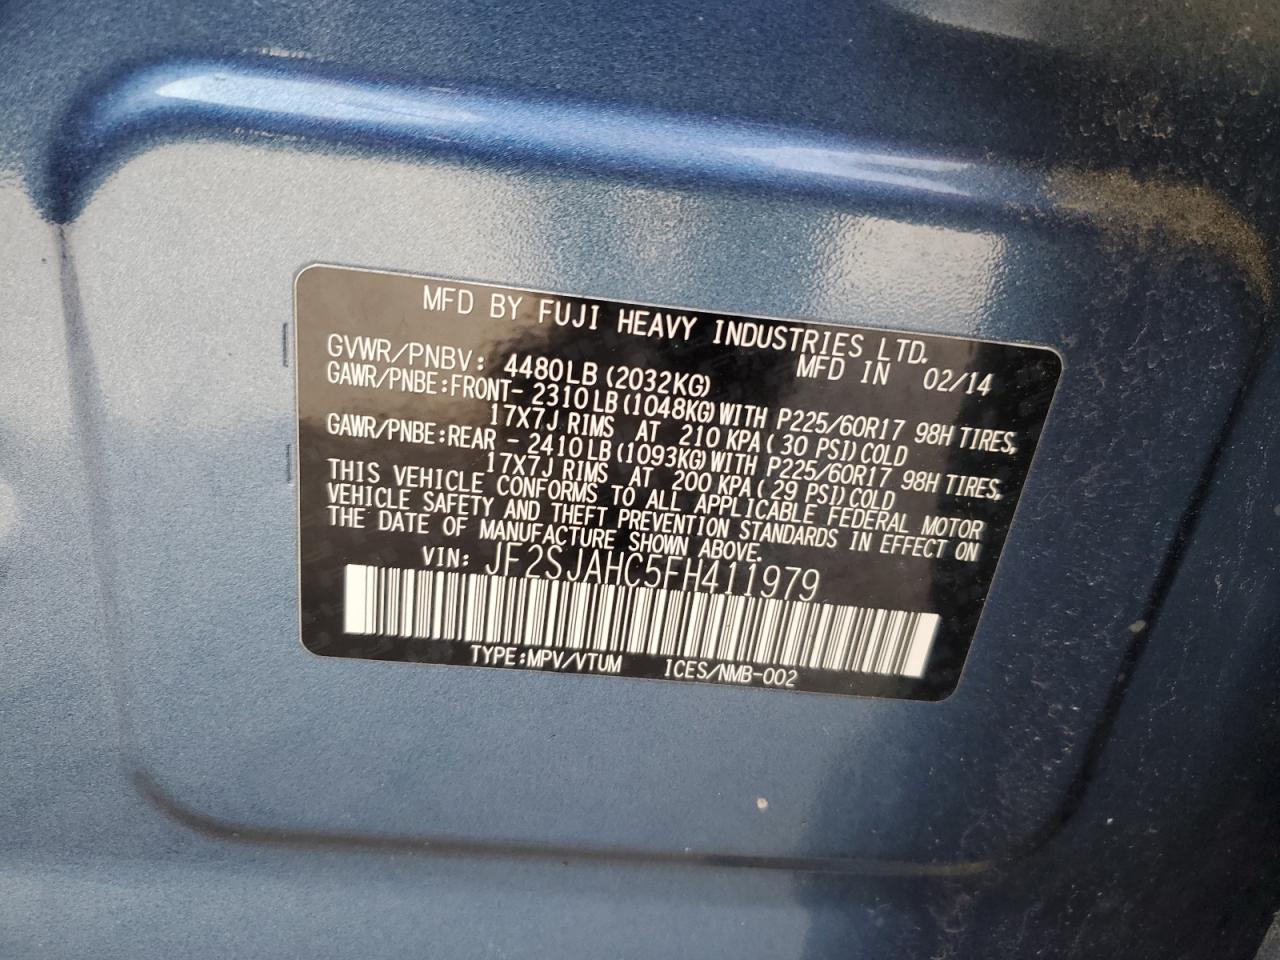 MFD BY FUJI HEAVY INDUSTRIES LTD.
MFD IN 02/14
GVWR/PNBV: 4480LB (2032KG)
GAWR/PNBE:FRONT- 2310LB (1048KG) WITH P225/60R17 98H TIRES,
17X7J RIMS AT 210 KPA( 30 PSI) COLD
GAWR/PNBE:REAR - 2410LB (1093KG) WITH P225/60R17 98H TIRES,
17X7J RIMS AT 200 KPA( 29 PSI) COLD
THIS VEHICLE CONFORMS TO ALL APPLICABLE FEDERAL MOTOR
VEHICLE SAFETY AND THEFT PREVENTION STANDARDS IN EFFECT ON
THE DATE OF MANUFACTURE SHOWN ABOVE.
VIN: JF2SJAHC5FH411979
TYPE:MPV/VTUM ICES/NMB-002